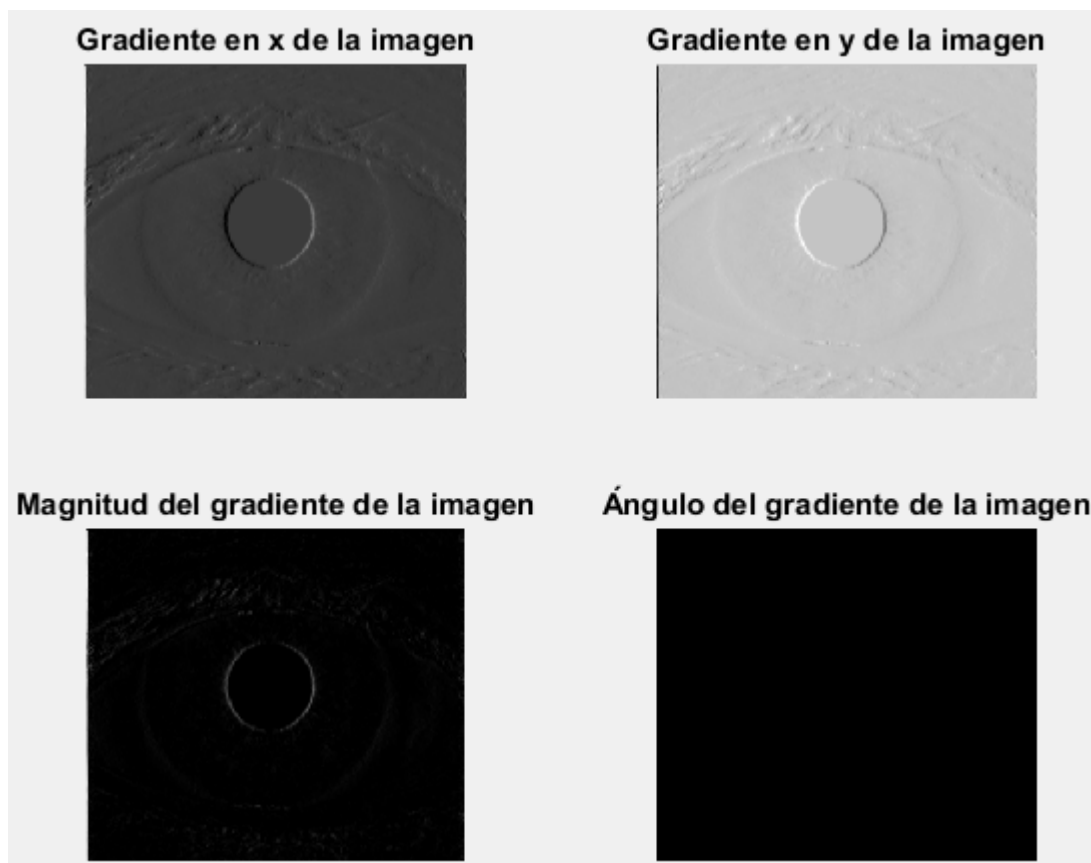 Gradiente en x de la imagen
Gradiente en y de la imagen
Magnitud del gradiente de la imagen
Ángulo del gradiente de la imagen